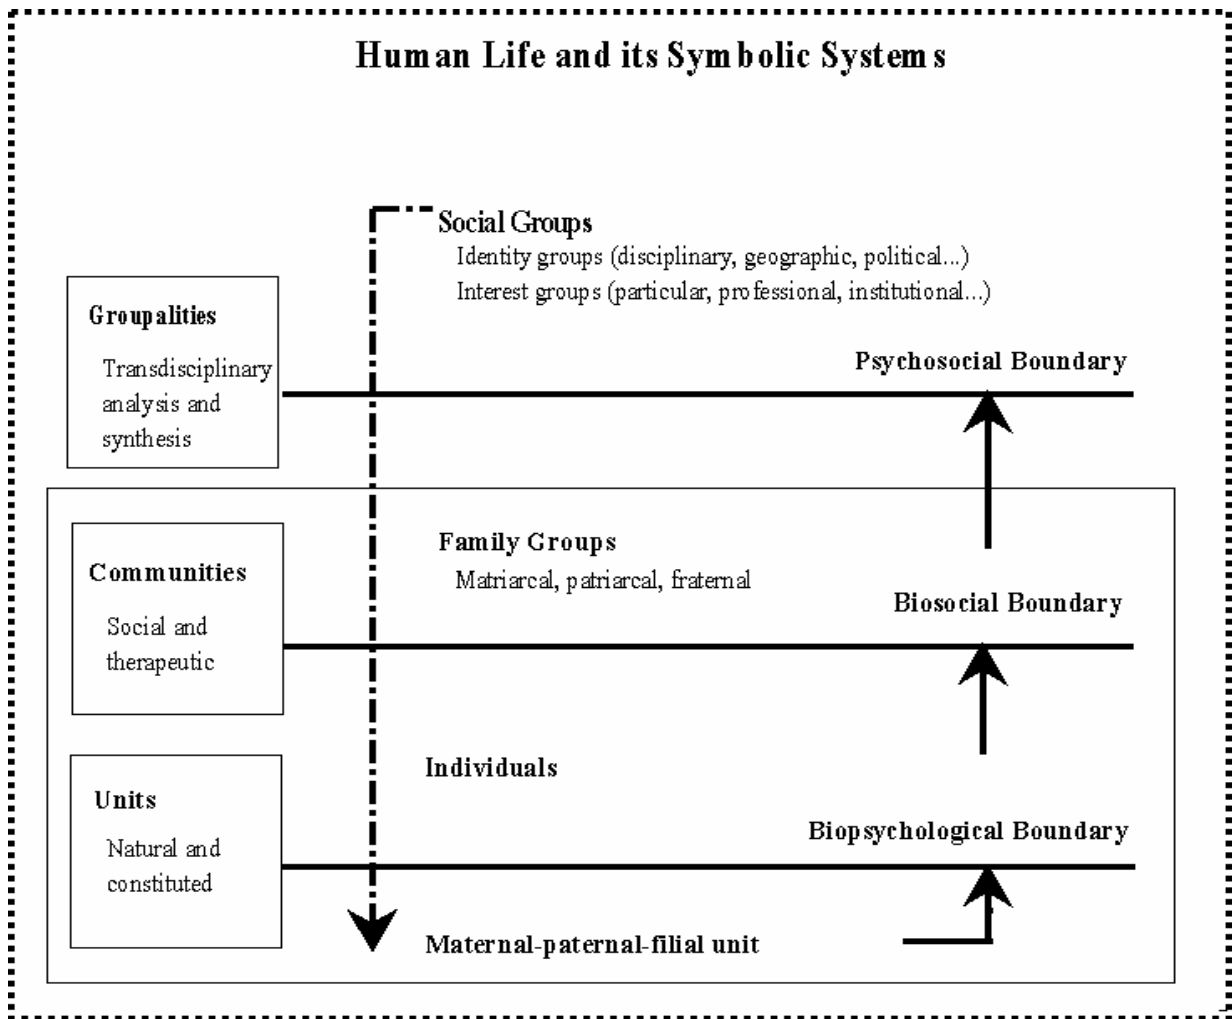 Human Life and its Symbolic Systems
Social Groups
Identity groups (disciplinary, geographic, political...)
Interest groups (particular, professional, institutional...)
Groupalities
Transdisciplinary
analysis and
synthesis
Psychosocial Boundary
Family Groups
Matriarcal, patriarcal, fraternal
Communities
Social and
therapeutic
Biosocial Boundary
Individuals
Units
Natural and
constituted
Biopsychological Boundary
Maternal-paternal-filial unit